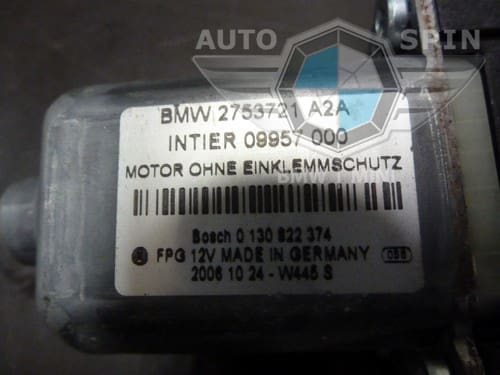 AUTO SPIN
BMW 2753721 A2A
INTIER 09957 000
MOTOR OHNE EINKLEMMSCHUTZ
Bosch 0 130 822 374
FPG 12V MADE IN GERMANY
2006 10 24 - W445 S